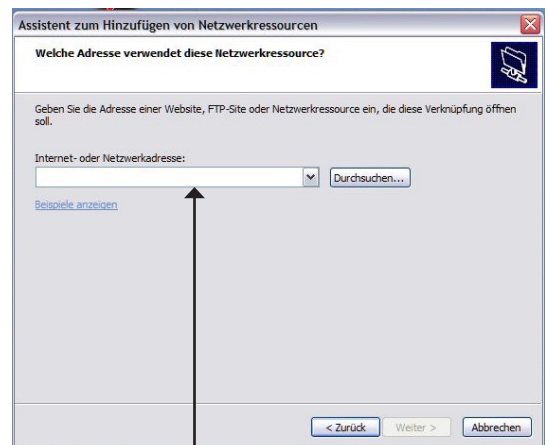 Assistent zum Hinzufügen von Netzwerkressourcen
Welche Adresse verwendet diese Netzwerkressource?
Geben Sie die Adresse einer Website, FTP-Site oder Netzwerkressource ein, die diese Verknüpfung öffnen
soll.
Internet- oder Netzwerkadresse:
Durchsuchen...
Beispiele anzeigen
< Zurück Weiter > Abbrechen